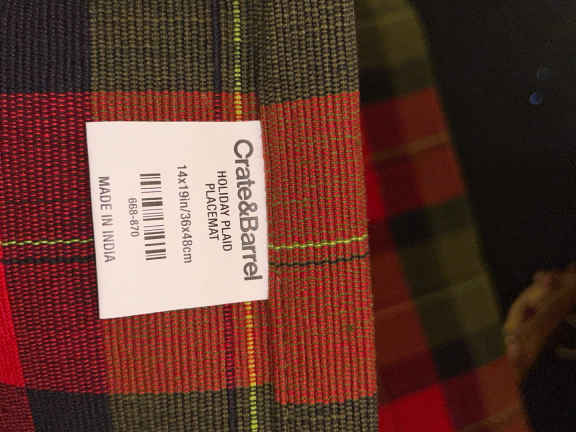 Crate&Barrel
HOLIDAY PLAID
PLACEMAT
14x19in/36x48cm
668-870
MADE IN INDIA